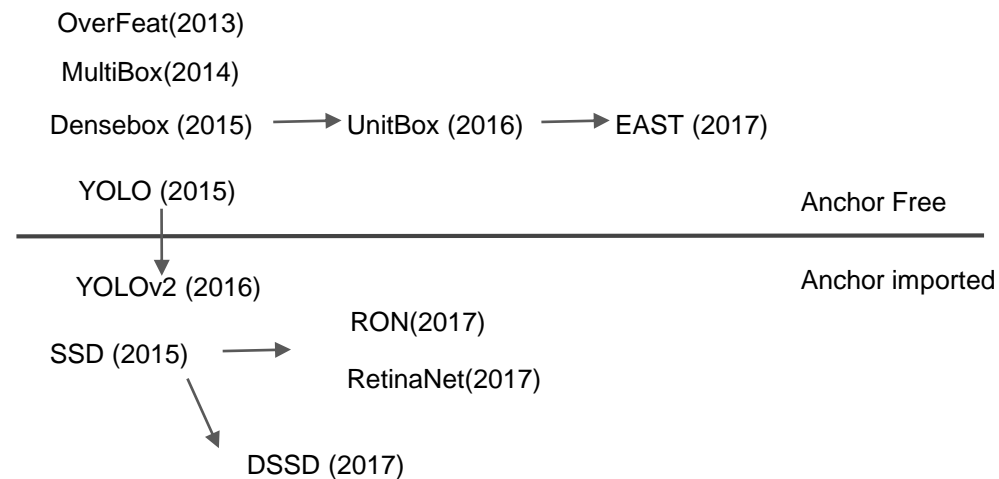 OverFeat(2013)
MultiBox(2014)
Densebox (2015) UnitBox (2016) EAST (2017)
YOLO (2015)
Anchor Free
YOLOv2 (2016)
Anchor imported
RON(2017)
SSD (2015)
RetinaNet(2017)
DSSD (2017)